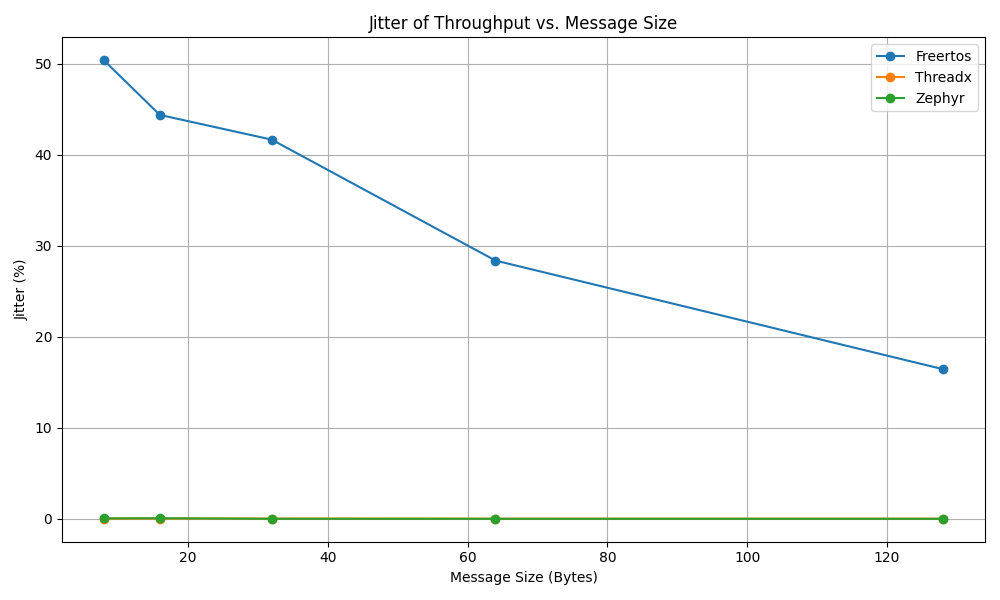 Jitter of Throughput vs. Message Size
Freertos
Threadx
Zephyr
Jitter (%)
50
40
30
20
10
0
20
40
60
80
100
120
Message Size (Bytes)